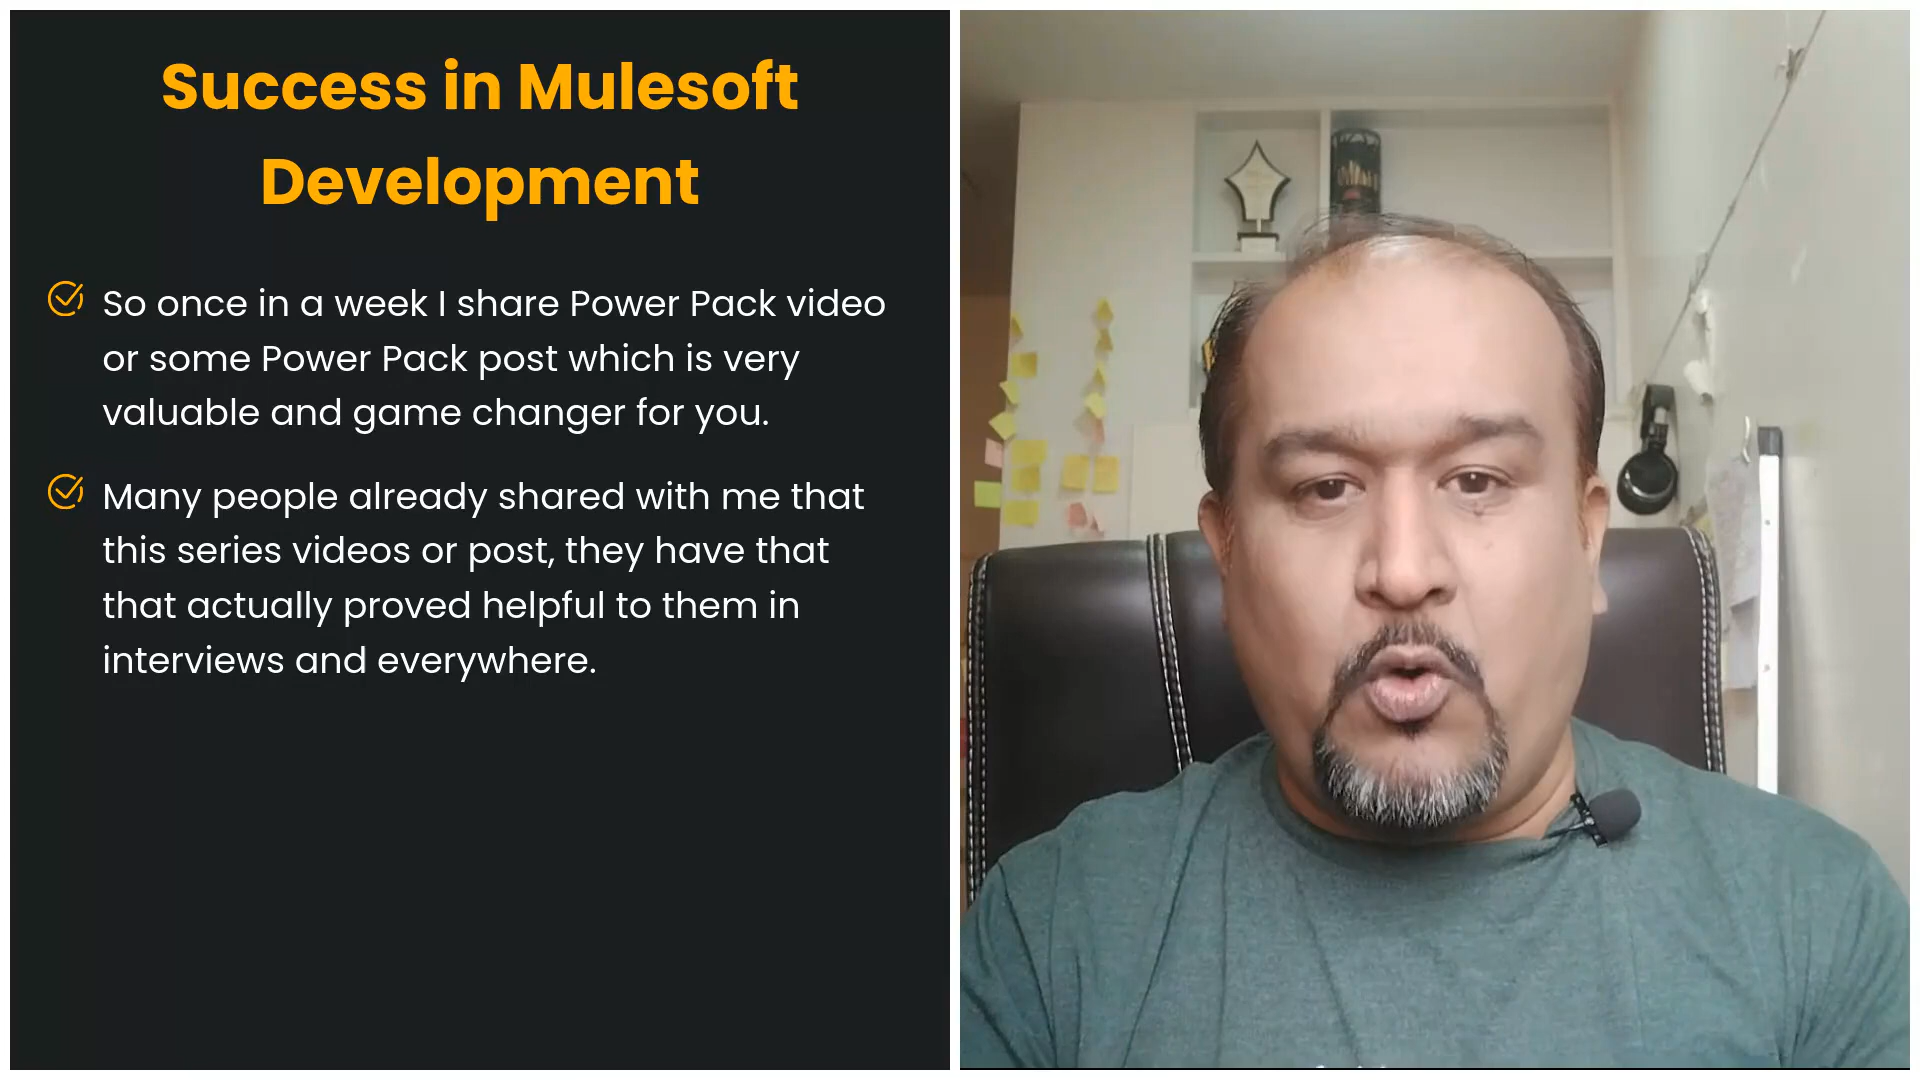 Success in Mulesoft
Development
So once in a week I share Power Pack video
or some Power Pack post which is very
valuable and game changer for you.
Many people already shared with me that
this series videos or post, they have that
that actually proved helpful to them in
interviews and everywhere.